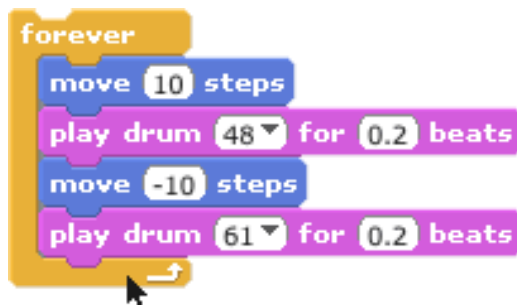 forever
move 10 steps
play drum 48 for 0.2 beats
move -10 steps
play drum 61 for 0.2 beats